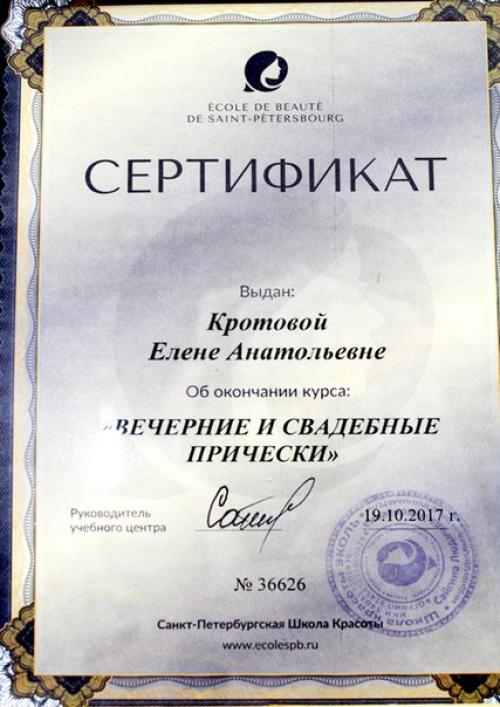 ÉCOLE DE BEAUTÉ
DE SAINT-PÉTERSBOURG
СЕРТИФИКАТ
Выдан:
Кротовой
Елене Анатольевне
Об окончании курса:
«ВЕЧЕРНИЕ И СВАДЕБНЫЕ
ПРИЧЕСКИ»
Руководитель
учебного центра
19.10.2017 г.
№ 36626
Санкт-Петербургская Школа Красоты
www.ecolespb.ru